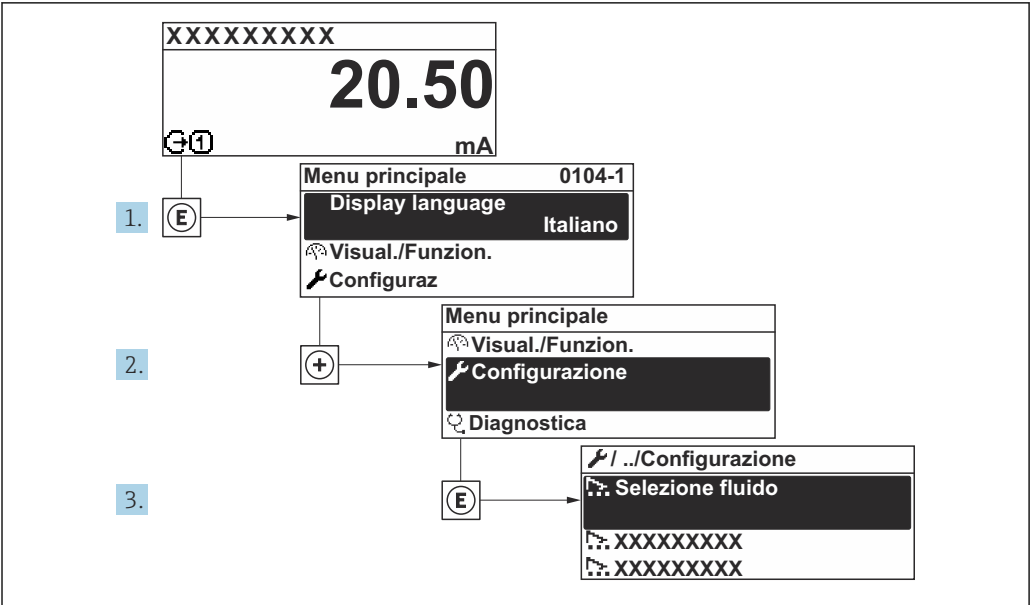 XXXXXXXXX
20.50
mA
1.
E
Menu principale 0104-1
Display language
Italiano
Visual./Funzion.
Configuraz
2.
+
Menu principale
Visual./Funzion.
Configurazione
Diagnostica
3.
E
/ ../Configurazione
Selezione fluido
XXXXXXXXX
XXXXXXXXX